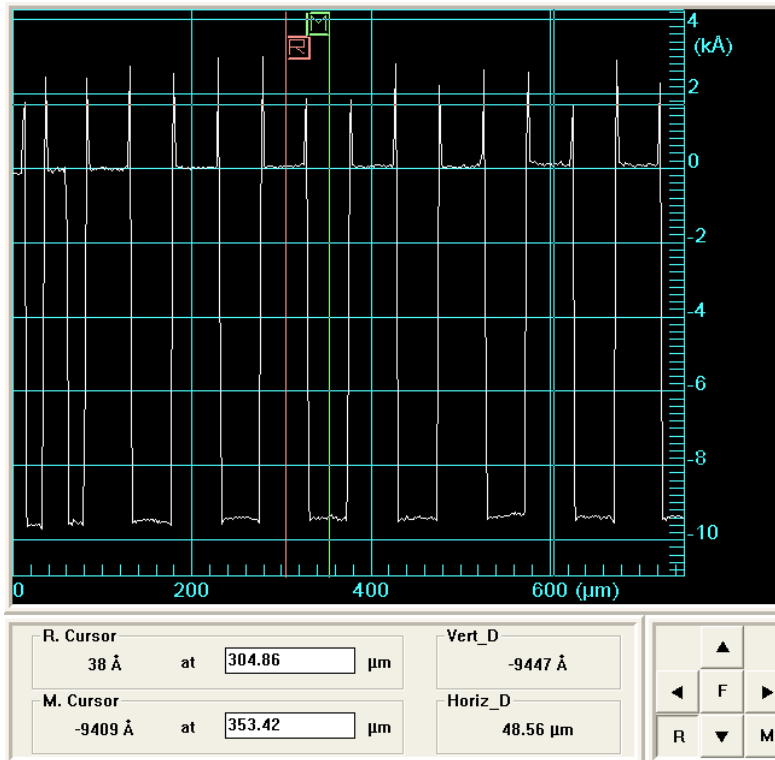 M
R
4
(kÅ)
2
0
-2
-4
-6
-8
-10
0 200 400 600 (µm)
R. Cursor
38 Å at 304.86 µm
M. Cursor
-9409 Å at 353.42 µm
Vert_D
-9447 Å
Horiz_D
48.56 µm
F
R M